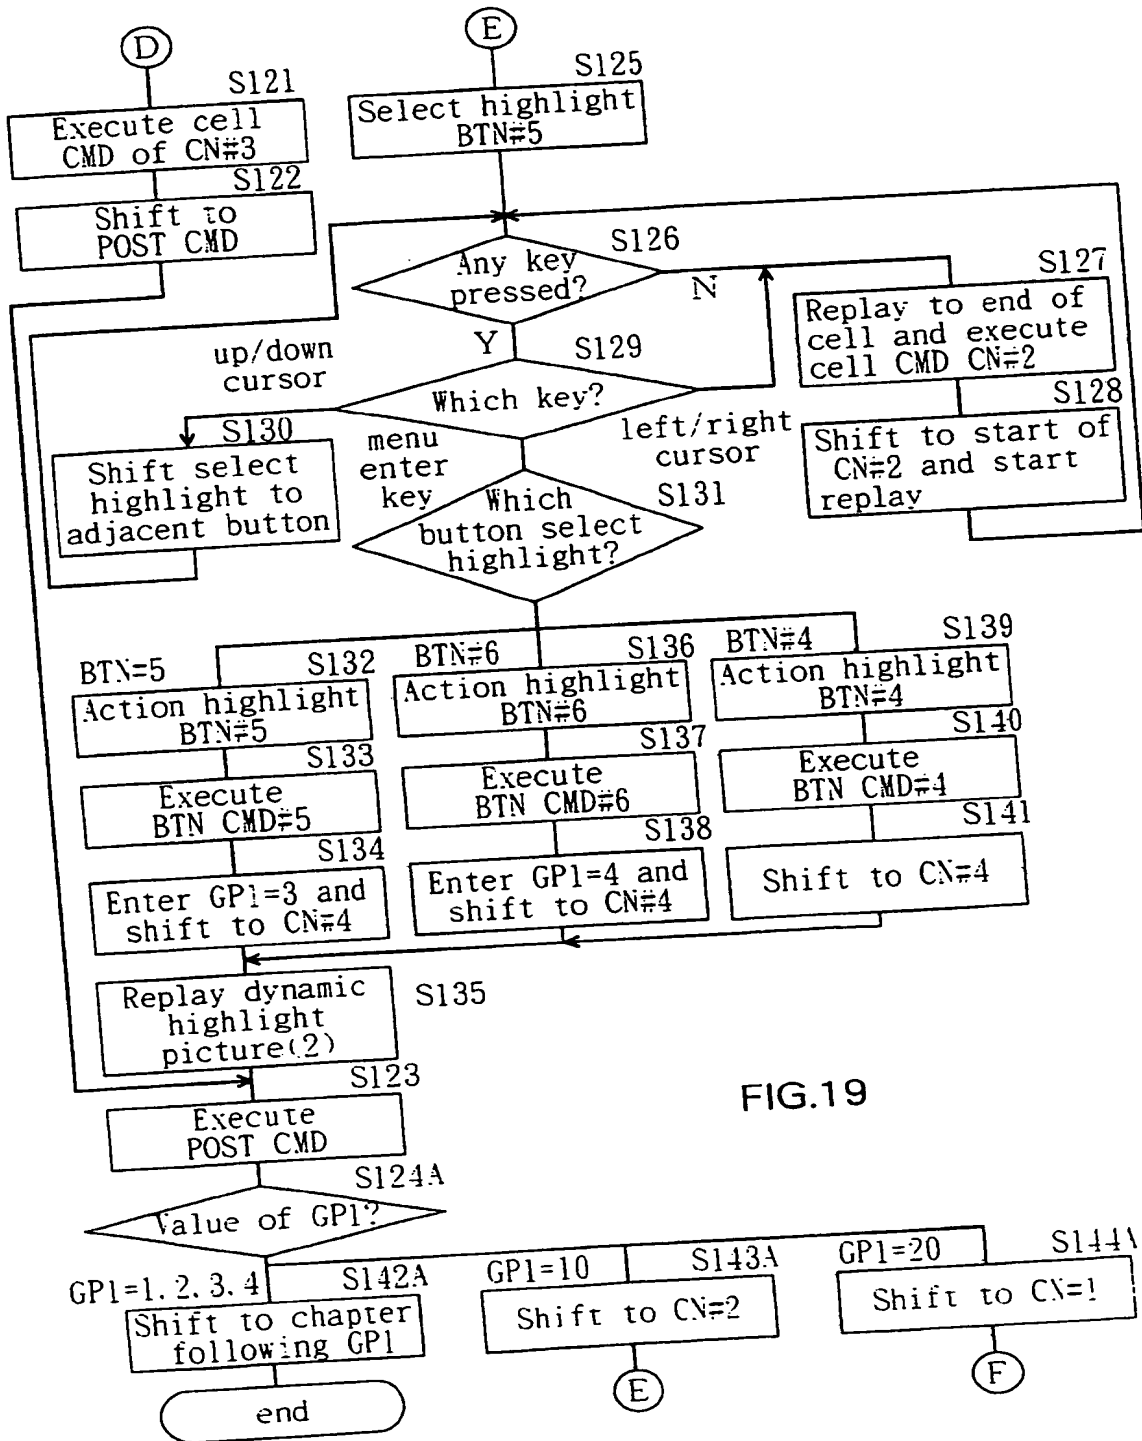 D
S121
Execute cell
CMD of CN#3
S122
Shift to
POST CMD
E
S125
Select highlight
BTN#5
S126
Any key
pressed?
N
Y
S127
Replay to end of
cell and execute
cell CMD CN#2
S128
Shift to start of
CN#2 and start
replay
S129
Which key?
up/down
cursor
menu
enter
key
left/right
cursor
S130
Shift select
highlight to
adjacent button
S131
Which
button select
highlight?
BTN=5
S132
Action highlight
BTN#5
S133
Execute
BTN CMD#5
S134
Enter GP1=3 and
shift to CN#4
BTN#6
S136
Action highlight
BTN#6
S137
Execute
BTN CMD#6
S138
Enter GP1=4 and
shift to CN#4
BTN#4
S139
Action highlight
BTN#4
S140
Execute
BTN CMD#4
S141
Shift to CN#4
Replay dynamic
highlight
picture(2)
S135
S123
Execute
POST CMD
FIG.19
S124A
Value of GP1?
GP1=1.2.3.4
S142A
Shift to chapter
following GP1
end
GP1=10
S143A
Shift to CN=2
E
GP1=20
S144A
Shift to CN=1
F